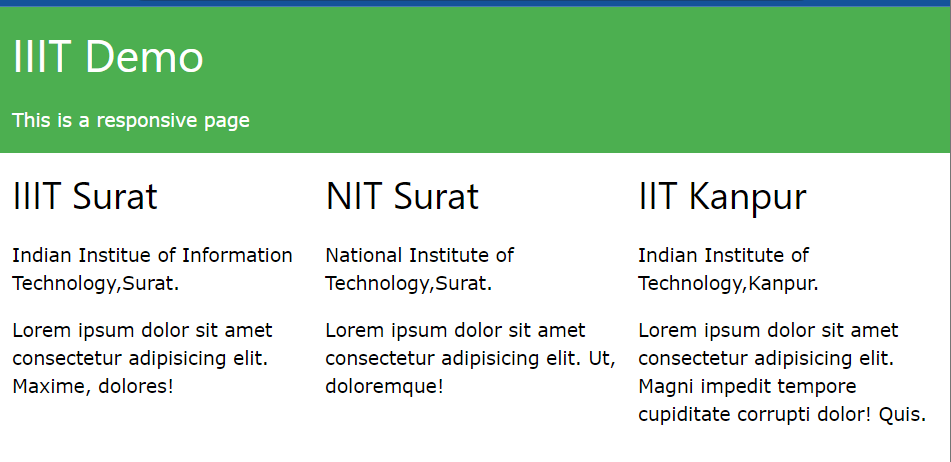 IIIT Demo
This is a responsive page
IIIT Surat
Indian Institue of Information
Technology,Surat.
Lorem ipsum dolor sit amet
consectetur adipisicing elit.
Maxime, dolores!
NIT Surat
National Institute of
Technology,Surat.
Lorem ipsum dolor sit amet
consectetur adipisicing elit. Ut,
doloremque!
IIT Kanpur
Indian Institute of
Technology,Kanpur.
Lorem ipsum dolor sit amet
consectetur adipisicing elit.
Magni impedit tempore
cupiditate corrupti dolor! Quis.